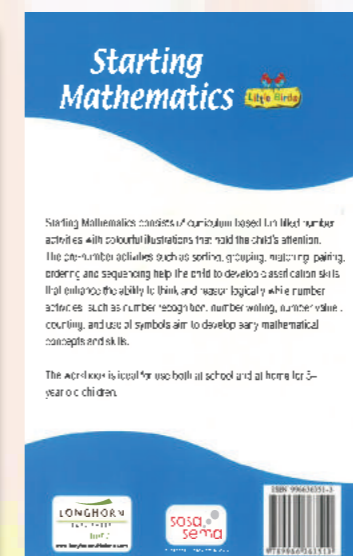 Starting
Mathematics
Little Birds
Starting Mathematics consists of curriculum based fun filled number
activities with colourful illustrations that hold the child's attention.
The pre-number activities such as sorting, grouping, matching, pairing,
ordering and sequencing help the child to develop classification skills
that enhance the ability to think and reason logically while number
activities, such as number recognition, number writing, number value,
counting, and use of symbols aim to develop early mathematical
concepts and skills.
The workbook is ideal for use both at school and at home for 5–
year old children.
LONGHORN
sosa
sema
ISBN